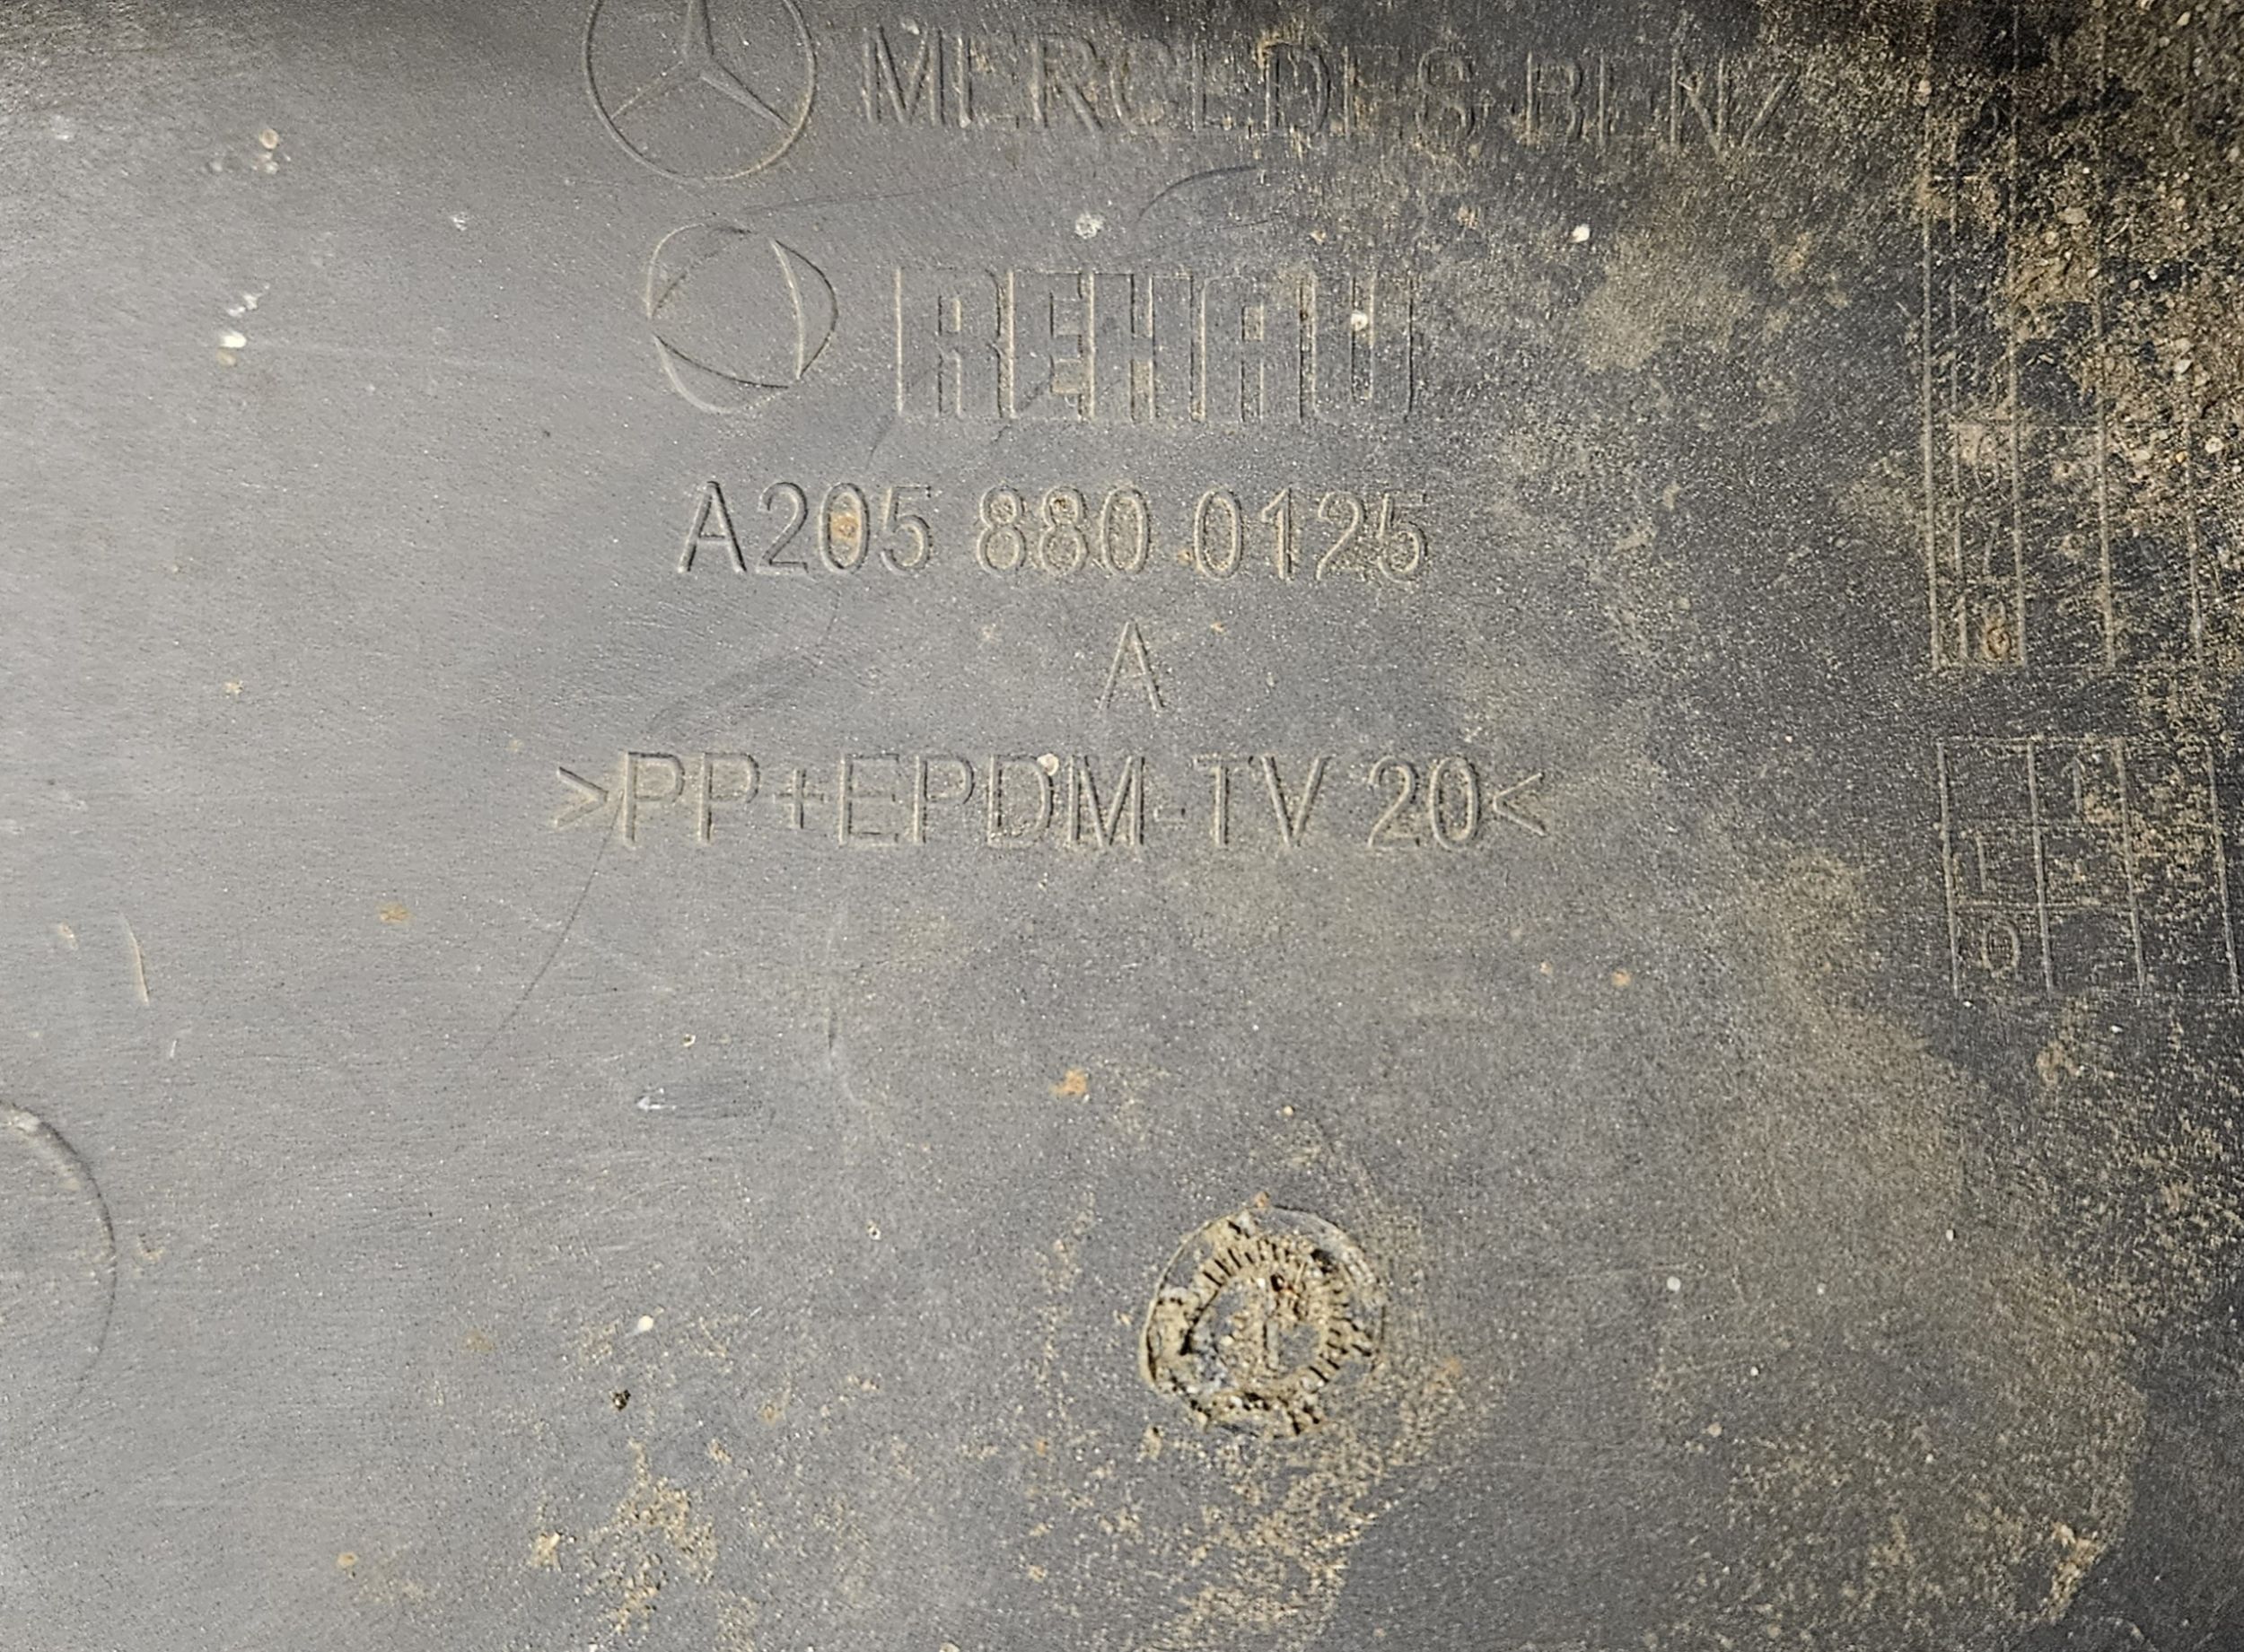 MERCEDES-BENZ
REHAU
A205 880 0125
A
>PP+EPDM-TV 20<